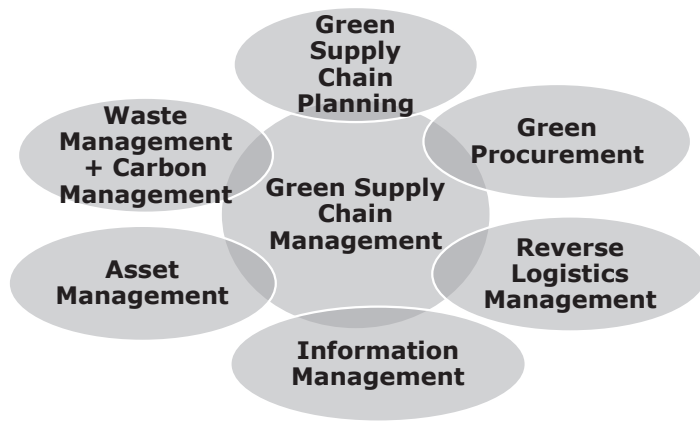 Green
Supply
Chain
Planning
Waste
Management
+ Carbon
Management
Green
Procurement
Green Supply
Chain
Management
Asset
Management
Reverse
Logistics
Management
Information
Management